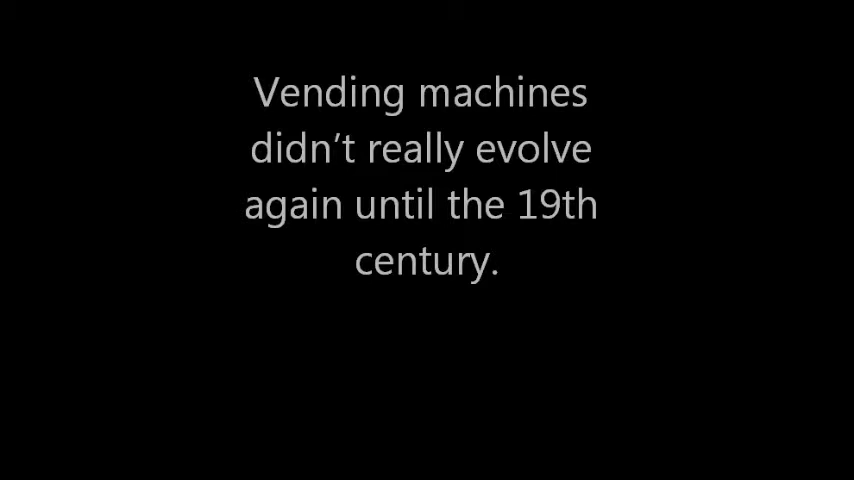 Vending machines
didn’t really evolve
again until the 19th
century.